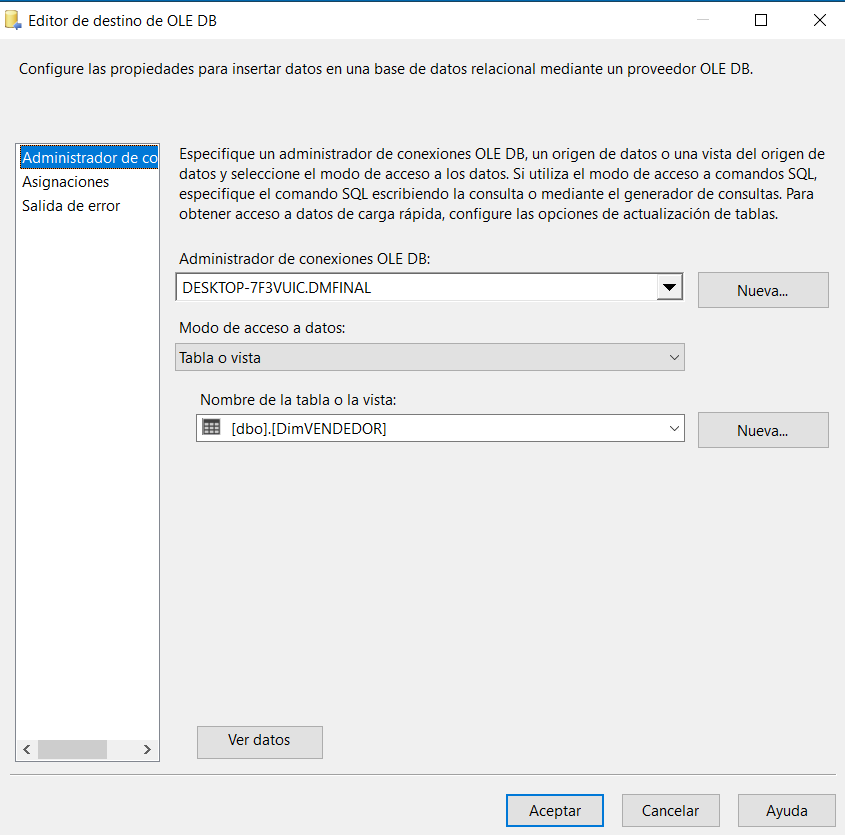 Editor de destino de OLE DB
Configure las propiedades para insertar datos en una base de datos relacional mediante un proveedor OLE DB.
Administrador de co
Asignaciones
Salida de error
Especifique un administrador de conexiones OLE DB, un origen de datos o una vista del origen de
datos y seleccione el modo de acceso a los datos. Si utiliza el modo de acceso a comandos SQL,
especifique el comando SQL escribiendo la consulta o mediante el generador de consultas. Para
obtener acceso a datos de carga rápida, configure las opciones de actualización de tablas.
Administrador de conexiones OLE DB:
DESKTOP-7F3VUIC.DMFINAL
Nueva...
Modo de acceso a datos:
Tabla o vista
Nombre de la tabla o la vista:
[dbo].[DimVENDEDOR]
Nueva...
Ver datos
Aceptar
Cancelar
Ayuda